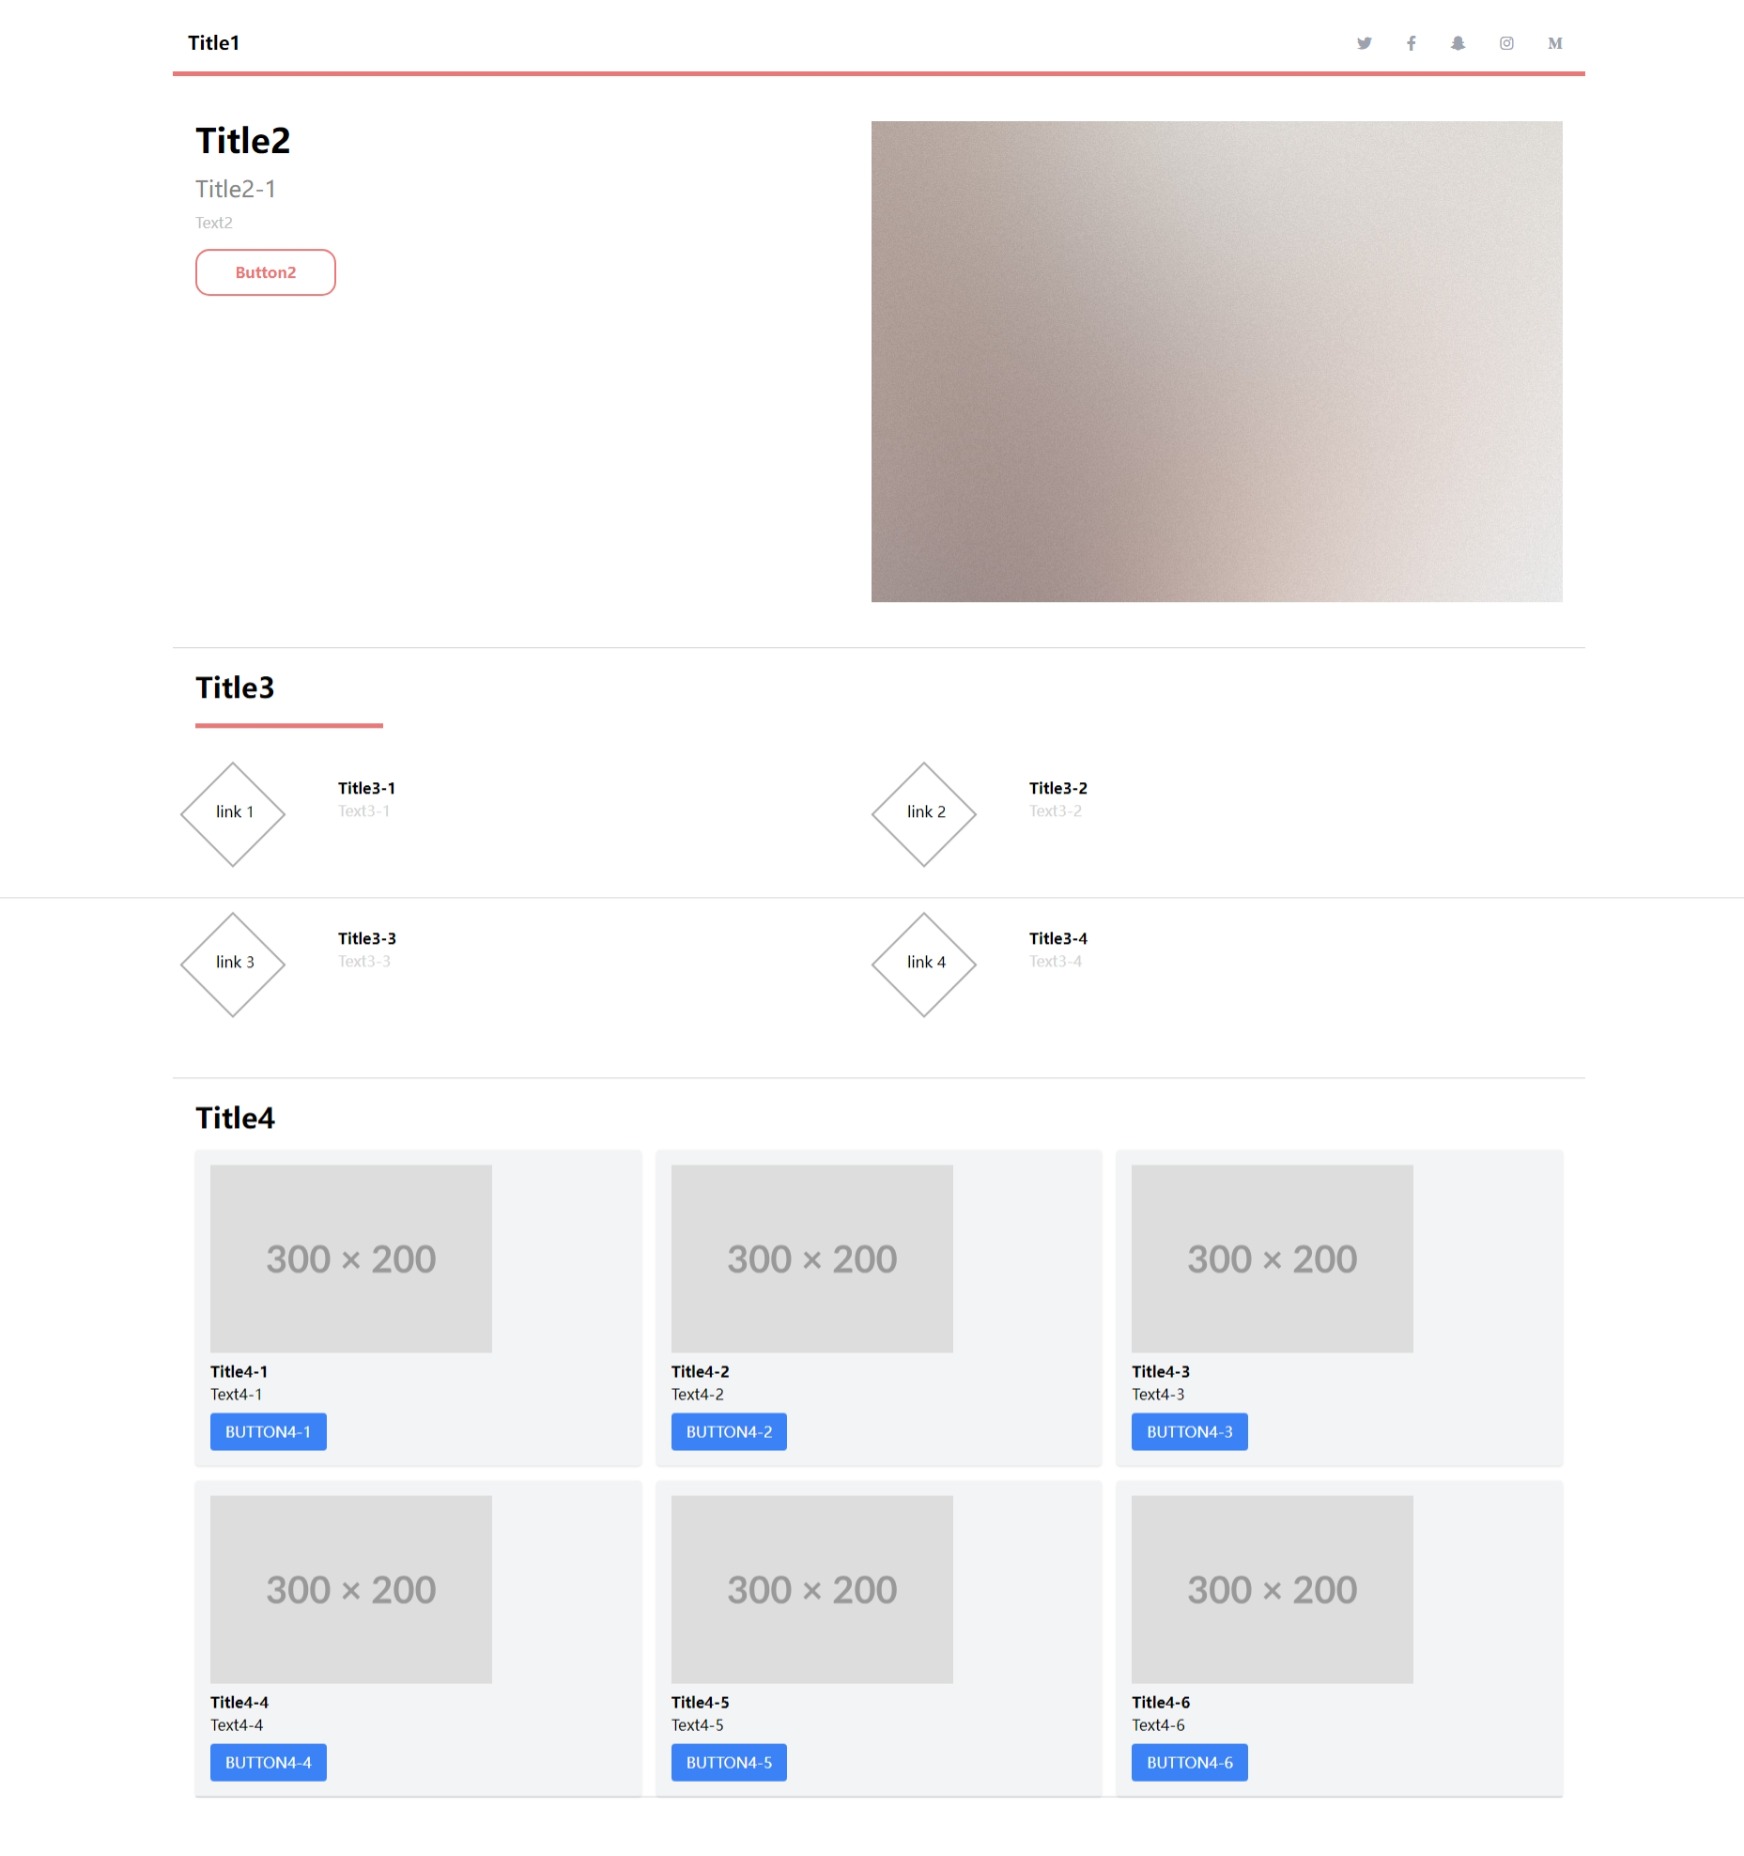 Title1
Title2
Title2-1
Text2
Button2
Title3
link 1
Title3-1
Text3-1
link 2
Title3-2
Text3-2
link 3
Title3-3
Text3-3
link 4
Title3-4
Text3-4
Title4
300 × 200
Title4-1
Text4-1
BUTTON4-1
300 × 200
Title4-2
Text4-2
BUTTON4-2
300 × 200
Title4-3
Text4-3
BUTTON4-3
300 × 200
Title4-4
Text4-4
BUTTON4-4
300 × 200
Title4-5
Text4-5
BUTTON4-5
300 × 200
Title4-6
Text4-6
BUTTON4-6